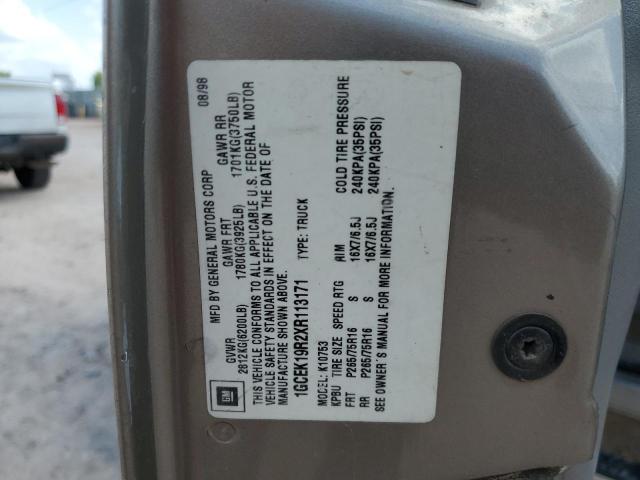 MFD BY GENERAL MOTORS CORP 08/98
GVWR GAWR FRT GAWR RR
2812KG(6200LB) 1780KG(3925LB) 1701KG(3750LB)
THIS VEHICLE CONFORMS TO ALL APPLICABLE U.S. FEDERAL MOTOR
VEHICLE SAFETY STANDARDS IN EFFECT ON THE DATE OF
MANUFACTURE SHOWN ABOVE.
1GCEK19R2XR113171 TYPE: TRUCK
MODEL: K10753
KPBU TIRE SIZE SPEED RTG RIM COLD TIRE PRESSURE
FRT P265/75R16 S 16X7/6.5J 240KPA(35PSI)
RR P265/75R16 S 16X7/6.5J 240KPA(35PSI)
SEE OWNER'S MANUAL FOR MORE INFORMATION.
GM